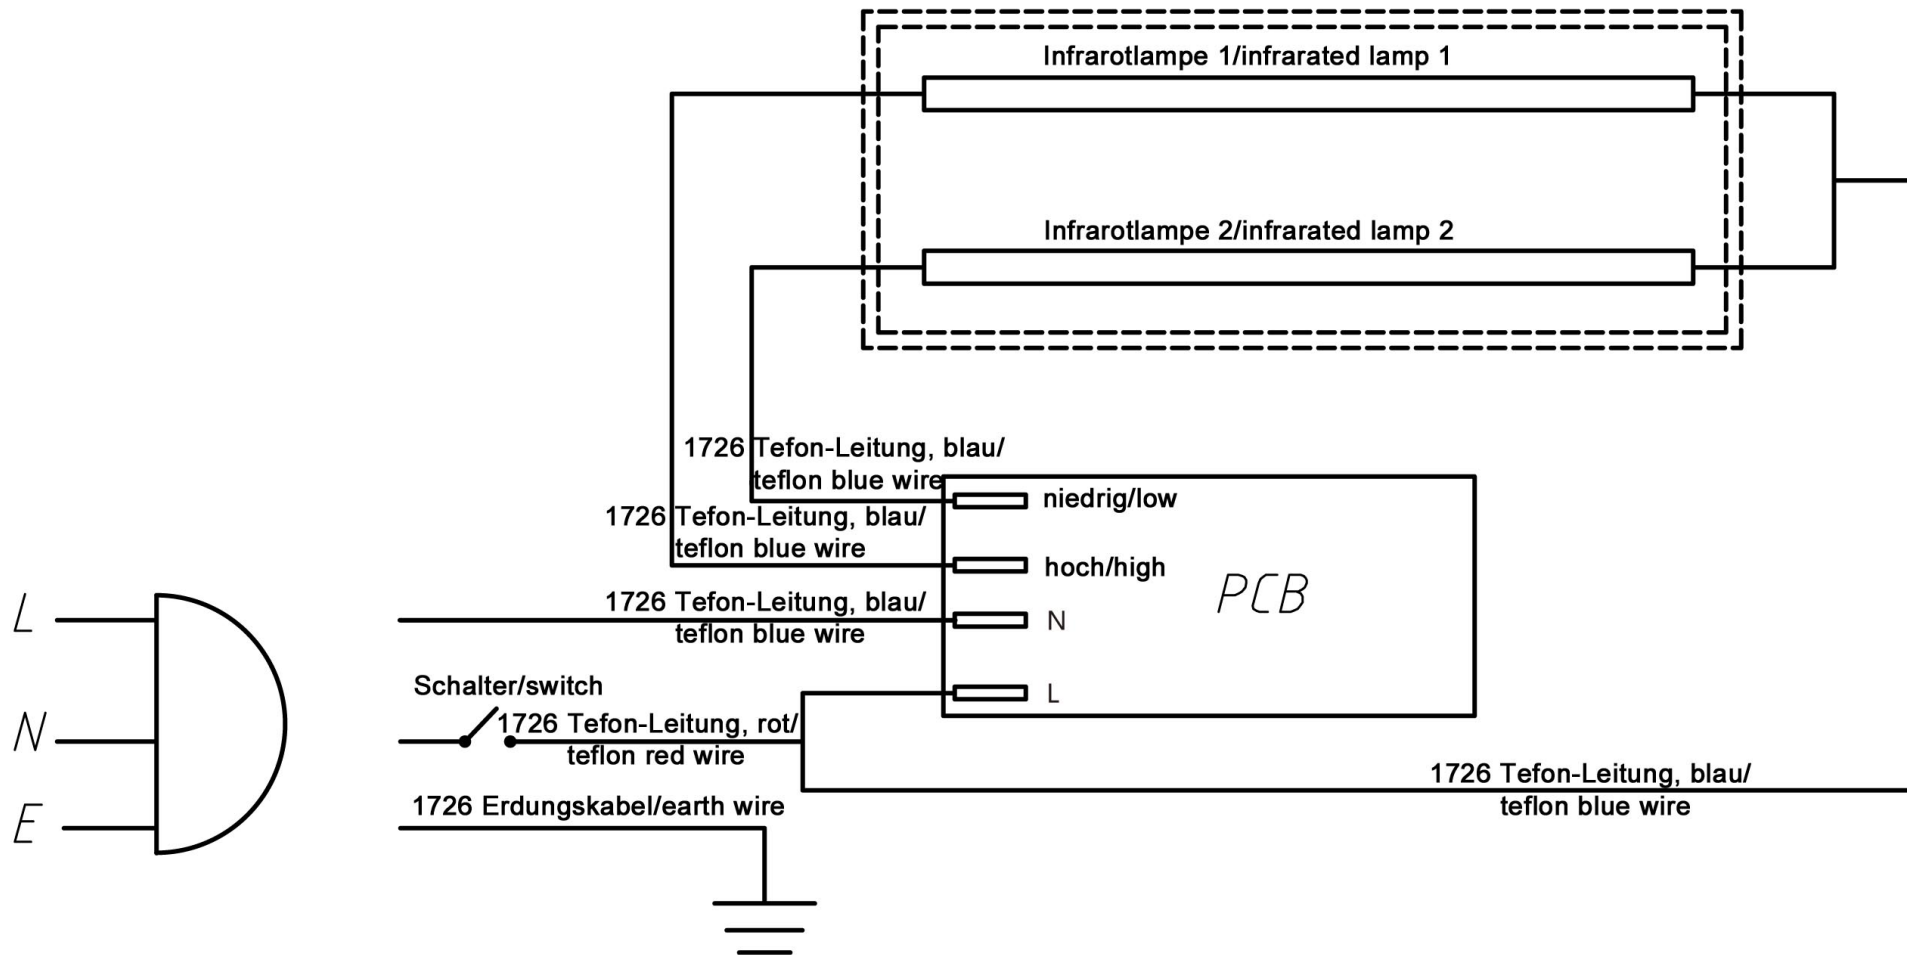 Infrarotlampe 1/infrarated lamp 1
Infrarotlampe 2/infrarated lamp 2
1726 Tefon-Leitung, blau/
teflon blue wire
niedrig/low
1726 Tefon-Leitung, blau/
teflon blue wire
hoch/high
PCB
L
1726 Tefon-Leitung, blau/
teflon blue wire
N
Schalter/switch
L
N
1726 Tefon-Leitung, rot/
teflon red wire
1726 Tefon-Leitung, blau/
teflon blue wire
E
1726 Erdungskabel/earth wire